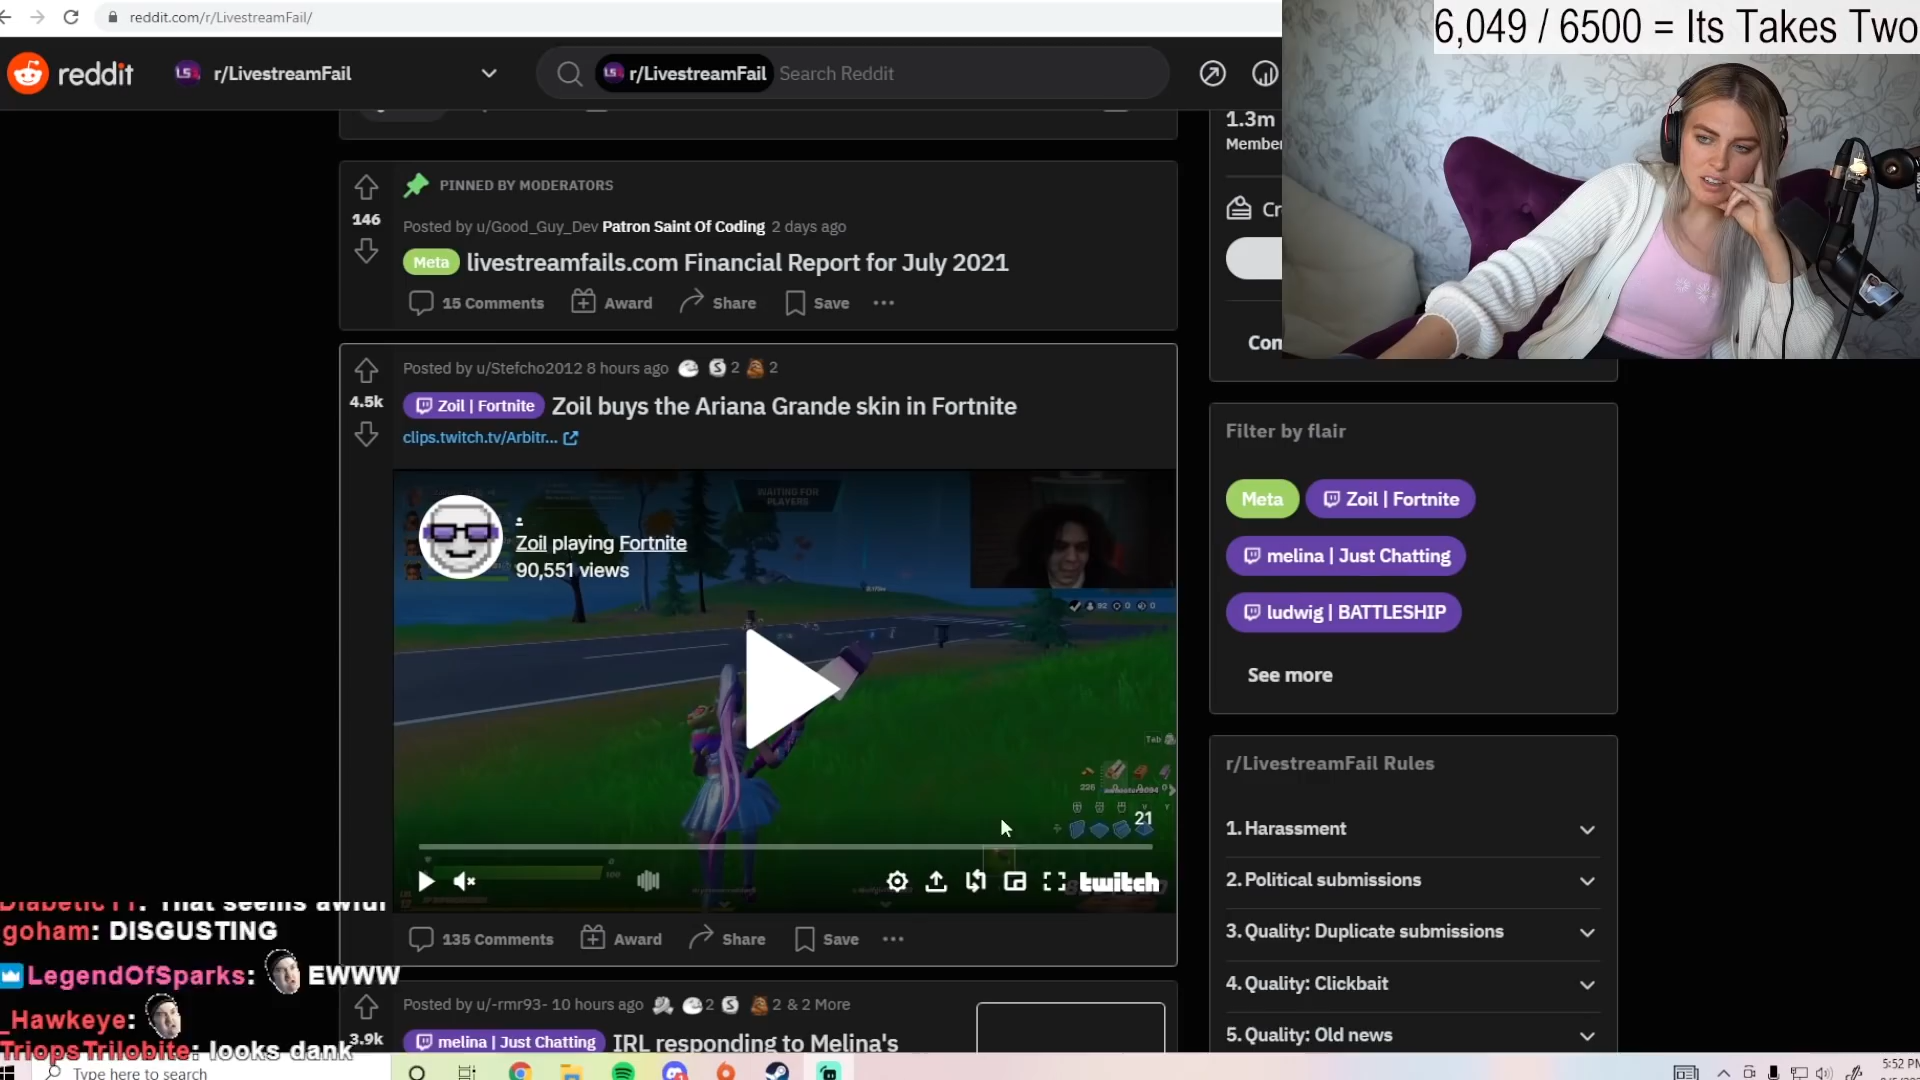 reddit.com/r/LivestreamFail/
6,049 / 6500 = Its Takes Two
reddit
r/LivestreamFail
r/LivestreamFail Search Reddit
1.3m
PINNED BY MODERATORS
146
Posted by u/Good_Guy_Dev Patron Saint Of Coding 2 days ago
Meta livestreamfails.com Financial Report for July 2021
15 Comments Award Share Save
Posted by u/Stefcho2012 8 hours ago 2 2
4.5k
Zoil | Fortnite Zoil buys the Ariana Grande skin in Fortnite
clips.twitch.tv/Arbitr...
WAITING FOR
PLAYERS
.
Zoil playing Fortnite
90,551 views
Tab
21
twitch
135 Comments Award Share Save
Posted by u/-rmr93- 10 hours ago 2 2 & 2 More
3.9k
melina | Just Chatting IRL responding to Melina's
Filter by flair
Meta Zoil | Fortnite
melina | Just Chatting
ludwig | BATTLESHIP
See more
r/LivestreamFail Rules
1. Harassment
2. Political submissions
3. Quality: Duplicate submissions
4. Quality: Clickbait
5. Quality: Old news
That seems awful
goham: DISGUSTING
LegendOfSparks: EWWW
_Hawkeye:
TriopsTrilobite: looks dank
Type here to search
5:52 PM